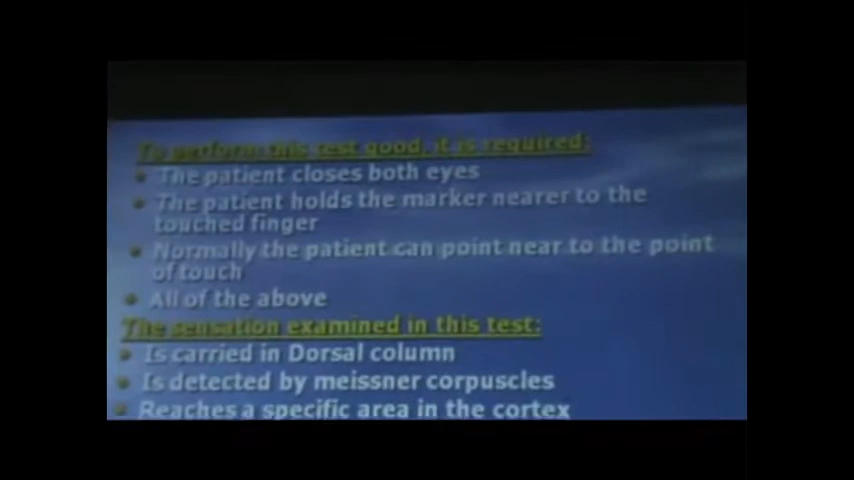 To perform this test good, it is required:
• The patient closes both eyes
• The patient holds the marker nearer to the
touched finger
• Normally the patient can point near to the point
of touch
• All of the above
The sensation examined in this test:
• Is carried in Dorsal column
• Is detected by meissner corpuscles
• Reaches a specific area in the cortex